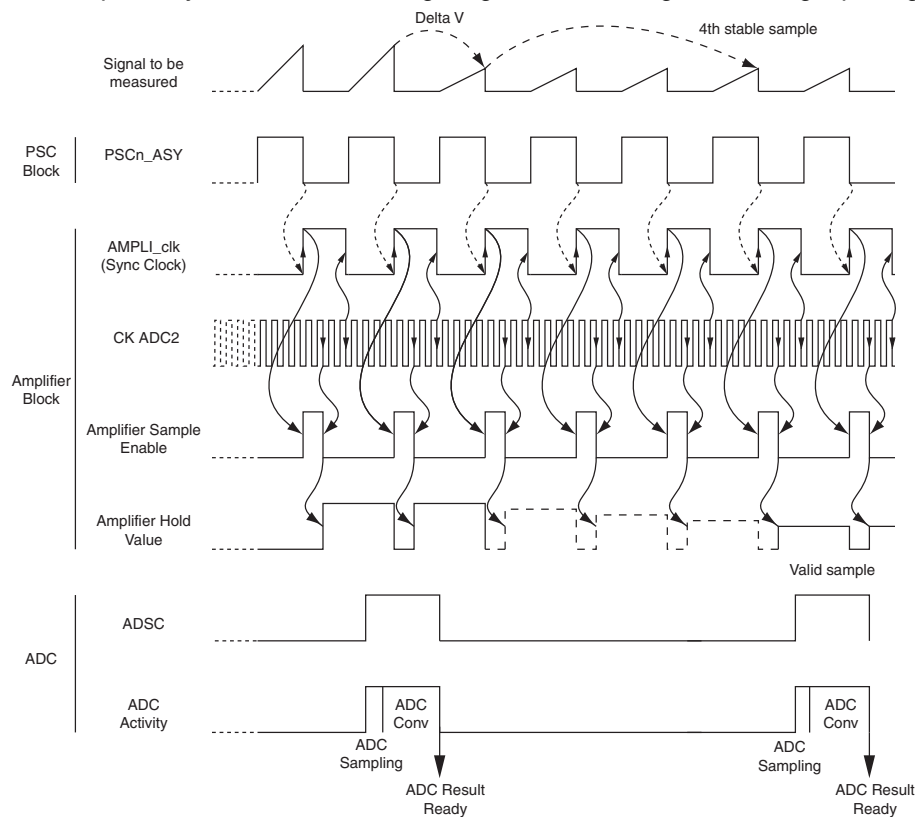 Delta V
4th stable sample
Signal to be
measured
PSC
Block
PSCn_ASY
AMPLI_clk
(Sync Clock)
CK ADC2
Amplifier
Block
Amplifier Sample
Enable
Amplifier Hold
Value
Valid sample
ADSC
ADC
ADC
Activity
ADC
Conv
ADC
Conv
ADC
Sampling
ADC
Sampling
ADC Result
Ready
ADC Result
Ready